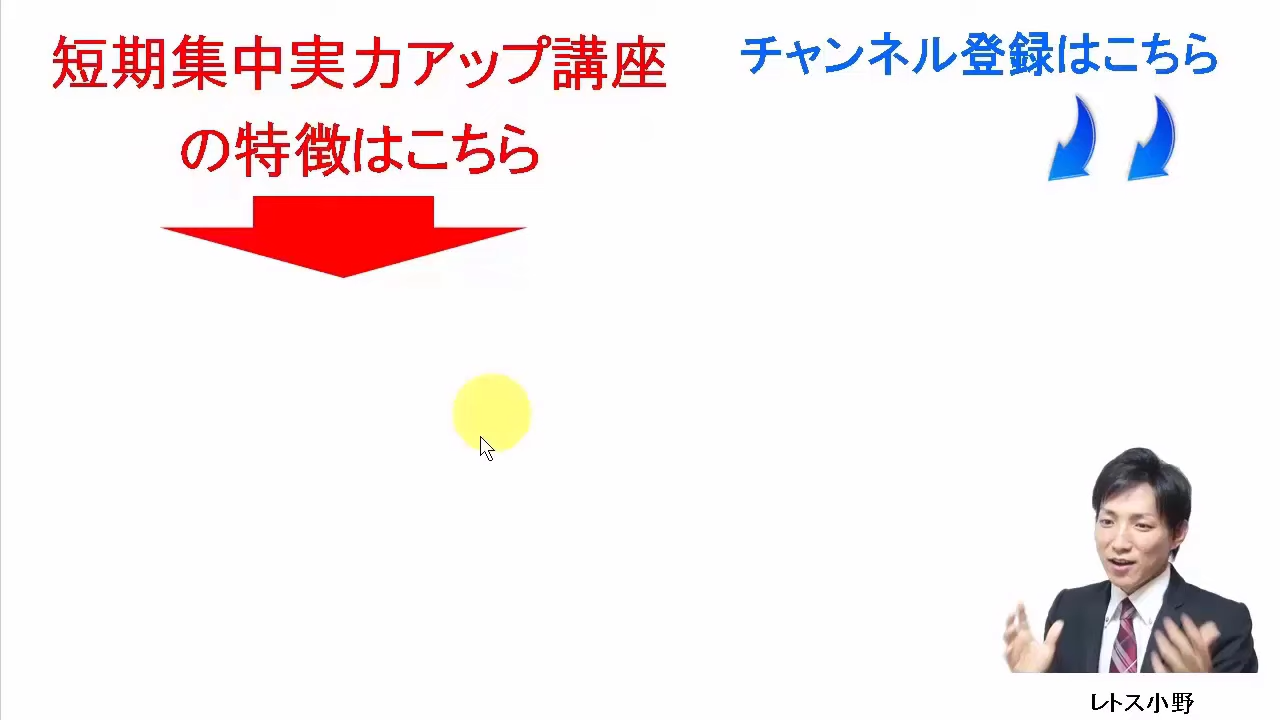 短期集中実力アップ講座
の特徴はこちら
チャンネル登録はこちら
レトス小野